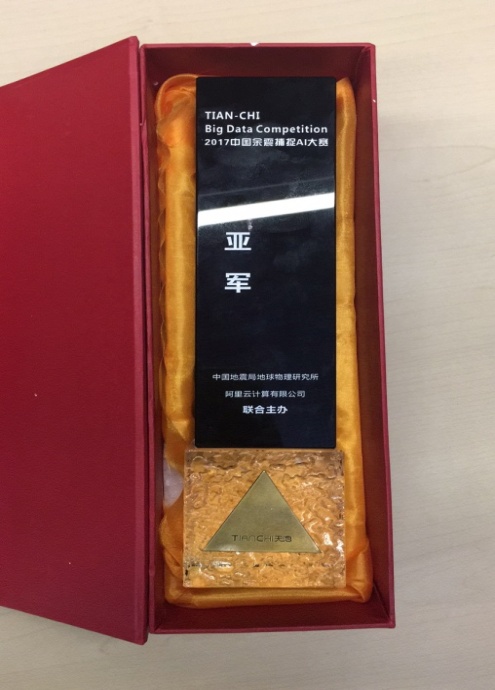 TIAN-CHI
Big Data Competition
2017中国余震捕捉AI大赛
亚
军
中国地震局地球物理研究所
阿里云计算有限公司
联合主办
TIANCHI天池